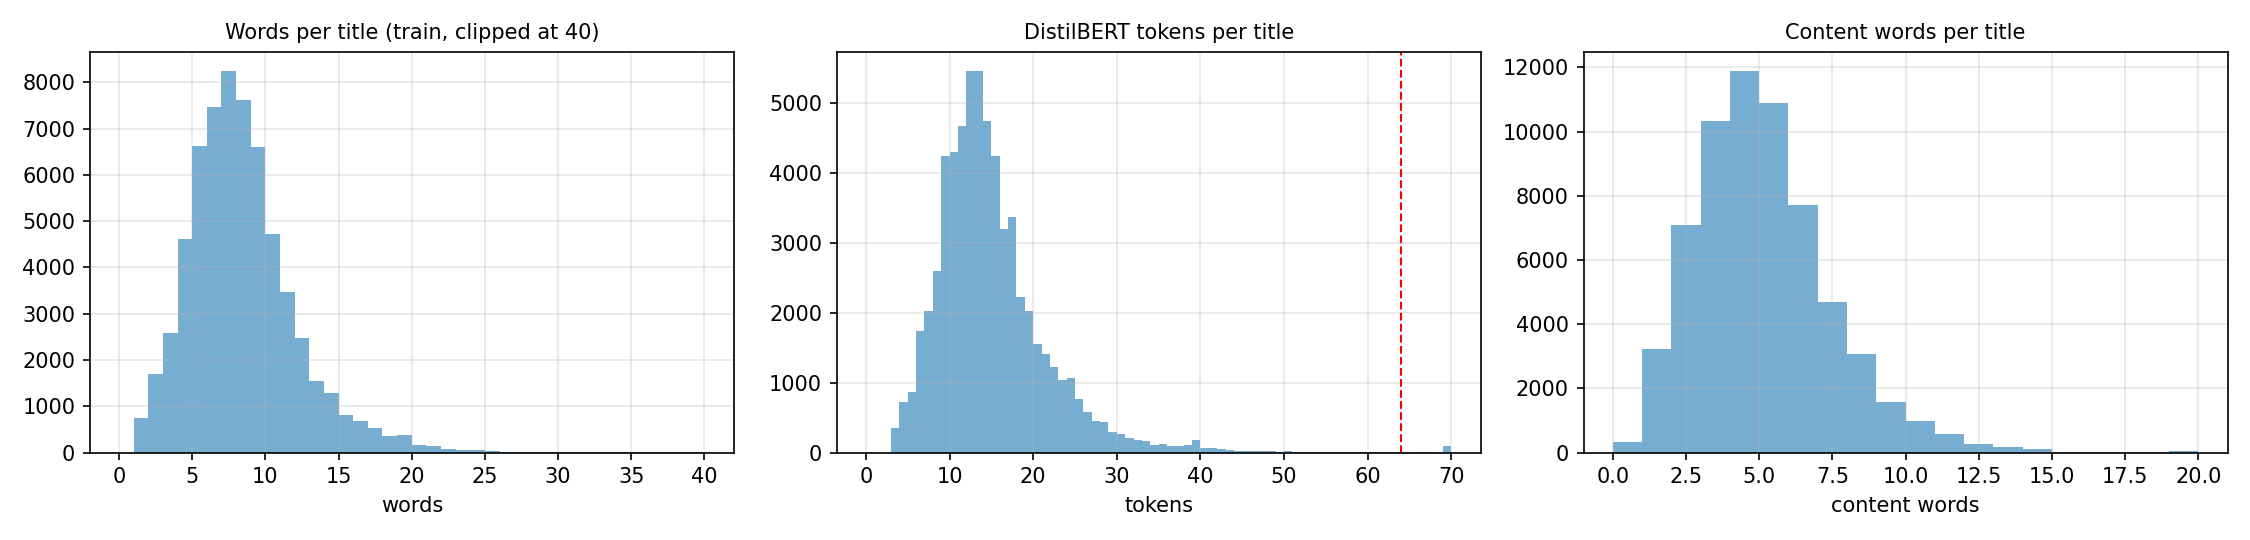 Words per title (train, clipped at 40)
8000
7000
6000
5000
4000
3000
2000
1000
0
0 5 10 15 20 25 30 35 40
words
DistilBERT tokens per title
5000
4000
3000
2000
1000
0
0 10 20 30 40 50 60 70
tokens
Content words per title
12000
10000
8000
6000
4000
2000
0
0.0 2.5 5.0 7.5 10.0 12.5 15.0 17.5 20.0
content words